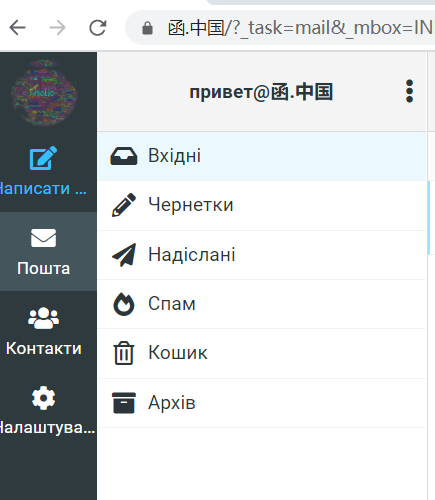 函.中国/?_task=mail&_mbox=IN
привет@函.中国
Написати ...
Пошта
Контакти
Налаштува...
Вхідні
Чернетки
Надіслані
Спам
Кошик
Архів